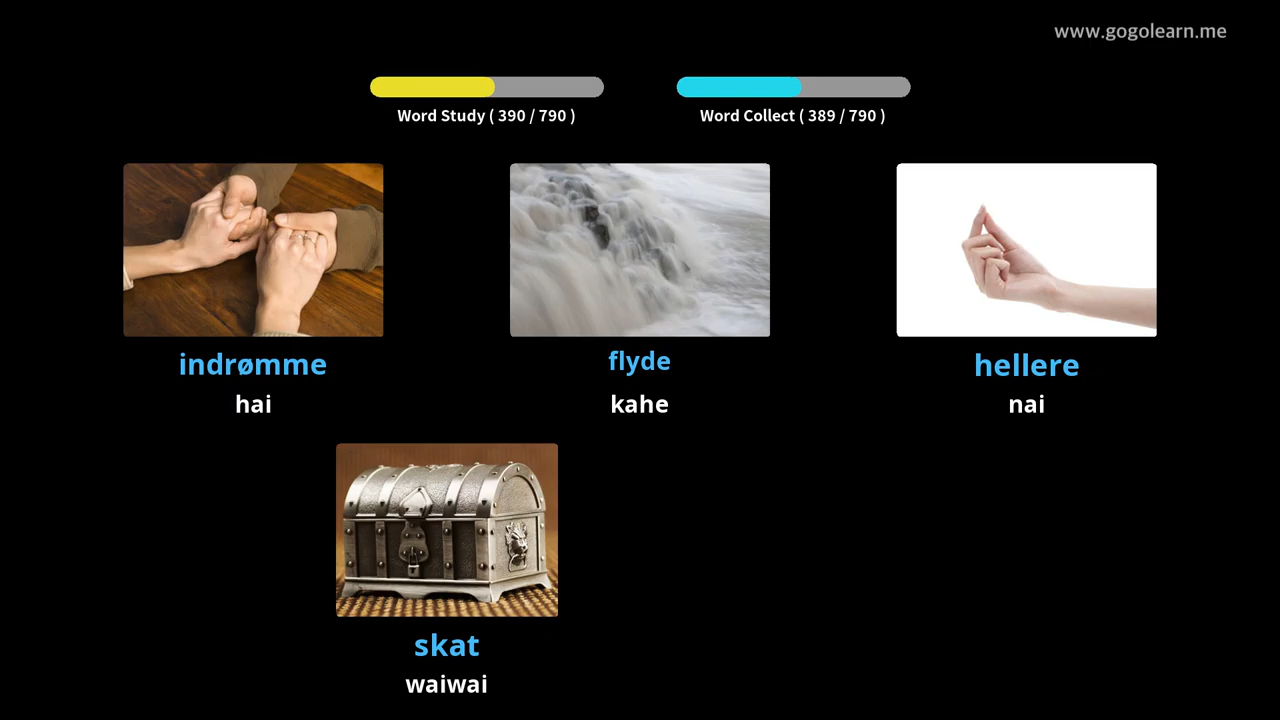 www.gogolearn.me
Word Study ( 390 / 790 )
Word Collect ( 389 / 790 )
indrømme
hai
flyde
kahe
hellere
nai
skat
waiwai